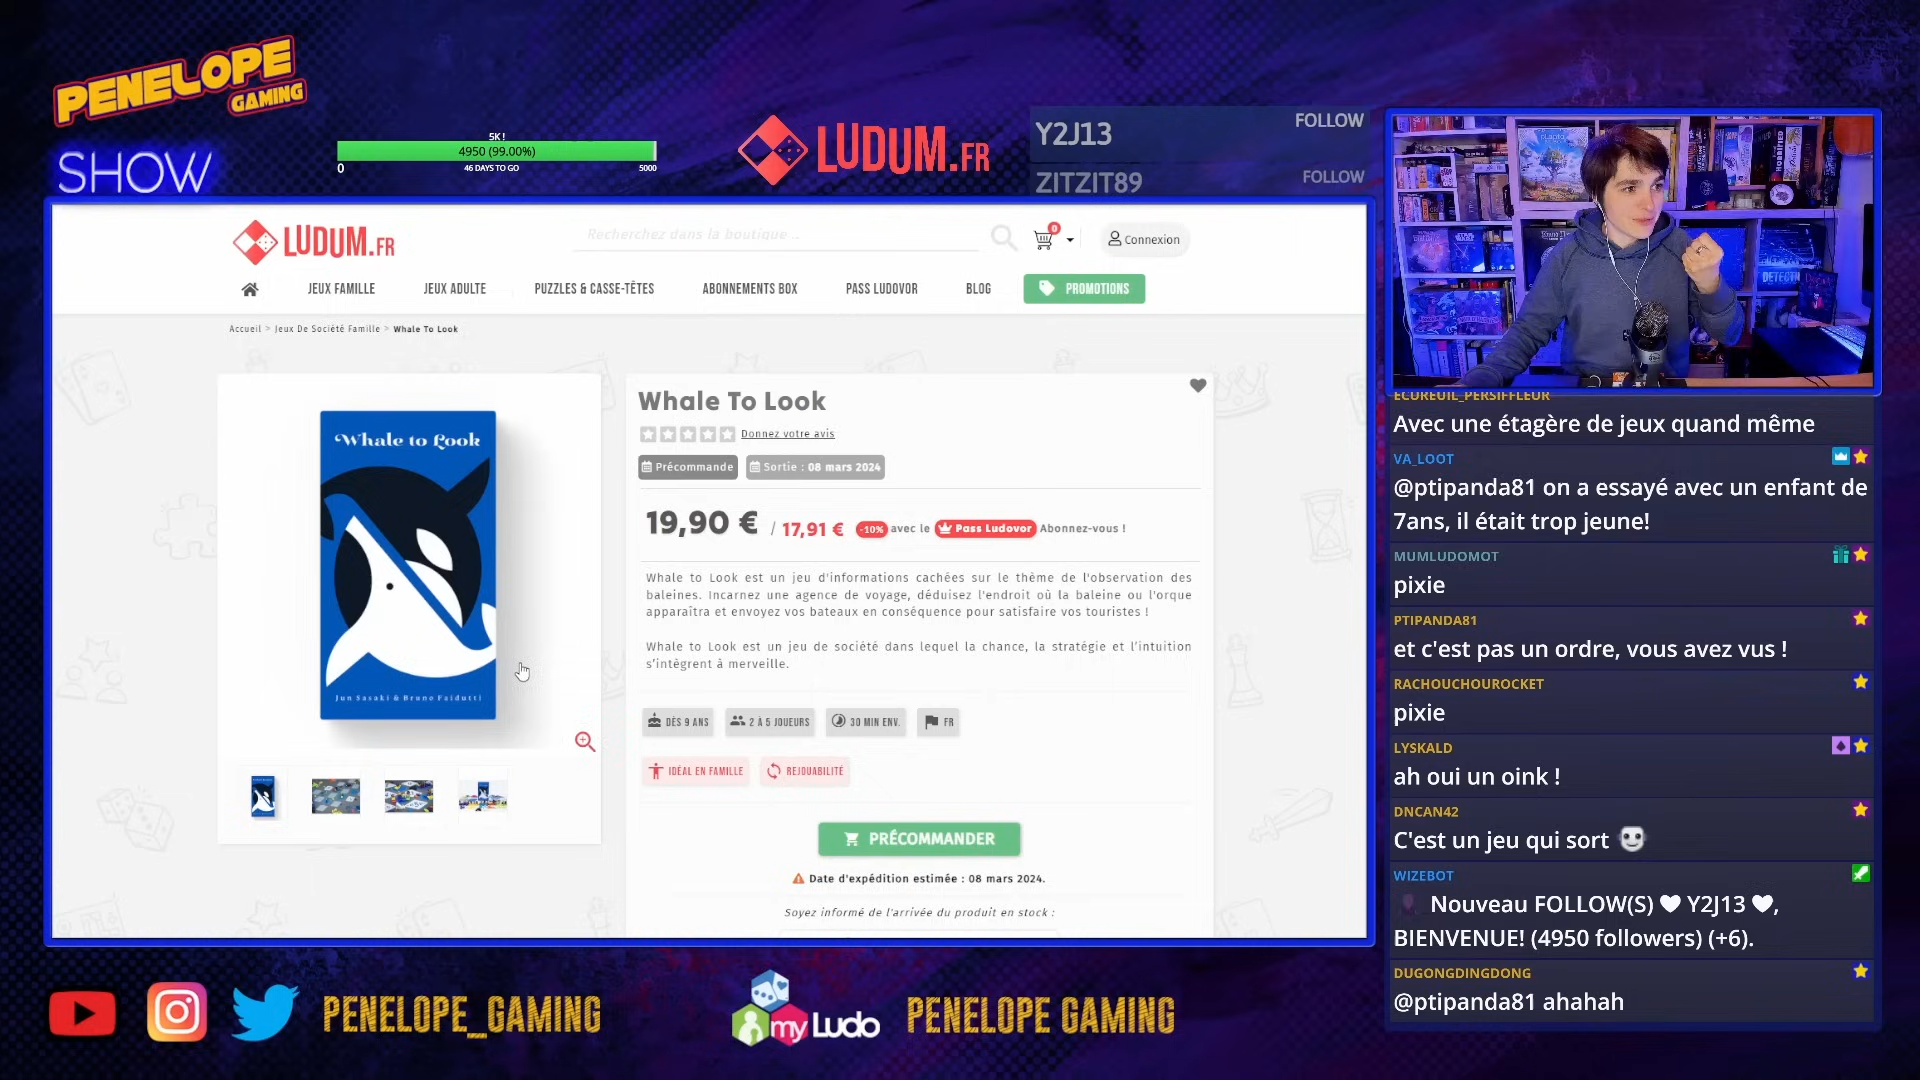 PENELOPE
GAMING
SHOW
5K !
4950 (99.00%)
0
46 DAYS TO GO
5000
LUDUM.FR
Y2J13
FOLLOW
ZITZIT89
FOLLOW
LUDUM.FR
Recherchez dans la boutique ...
0
Connexion
JEUX FAMILLE
JEUX ADULTE
PUZZLES & CASSE-TÊTES
ABONNEMENTS BOX
PASS LUDOVOR
BLOG
PROMOTIONS
Accueil > Jeux De Société Famille > Whale To Look
Whale to Look
Jun Sasaki & Bruno Faidutti
Whale To Look
Donnez votre avis
Précommande
Sortie : 08 mars 2024
19,90 € / 17,91 € -10% avec le Pass Ludovor Abonnez-vous !
Whale to Look est un jeu d'informations cachées sur le thème de l'observation des
baleines. Incarnez une agence de voyage, déduisez l'endroit où la baleine ou l'orque
apparaîtra et envoyez vos bateaux en conséquence pour satisfaire vos touristes !
Whale to Look est un jeu de société dans lequel la chance, la stratégie et l'intuition
s'intègrent à merveille.
DÈS 9 ANS
2 À 5 JOUEURS
30 MIN ENV.
FR
IDÉAL EN FAMILLE
REJOUABILITÉ
PRÉCOMMANDER
Date d'expédition estimée : 08 mars 2024.
Soyez informé de l'arrivée du produit en stock :
ECUREUIL_PERSIFFLEUR
Avec une étagère de jeux quand même
VA_LOOT
@ptipanda81 on a essayé avec un enfant de
7ans, il était trop jeune!
MUMLUDOMOT
pixie
PTIPANDA81
et c'est pas un ordre, vous avez vus !
RACHOUCHOUROCKET
pixie
LYSKALD
ah oui un oink !
DNCAN42
C'est un jeu qui sort
WIZEBOT
Nouveau FOLLOW(S) ♥ Y2J13 ♥,
BIENVENUE! (4950 followers) (+6).
DUGONGDINGDONG
@ptipanda81 ahahah
PENELOPE_GAMING
myLudo
PENELOPE GAMING